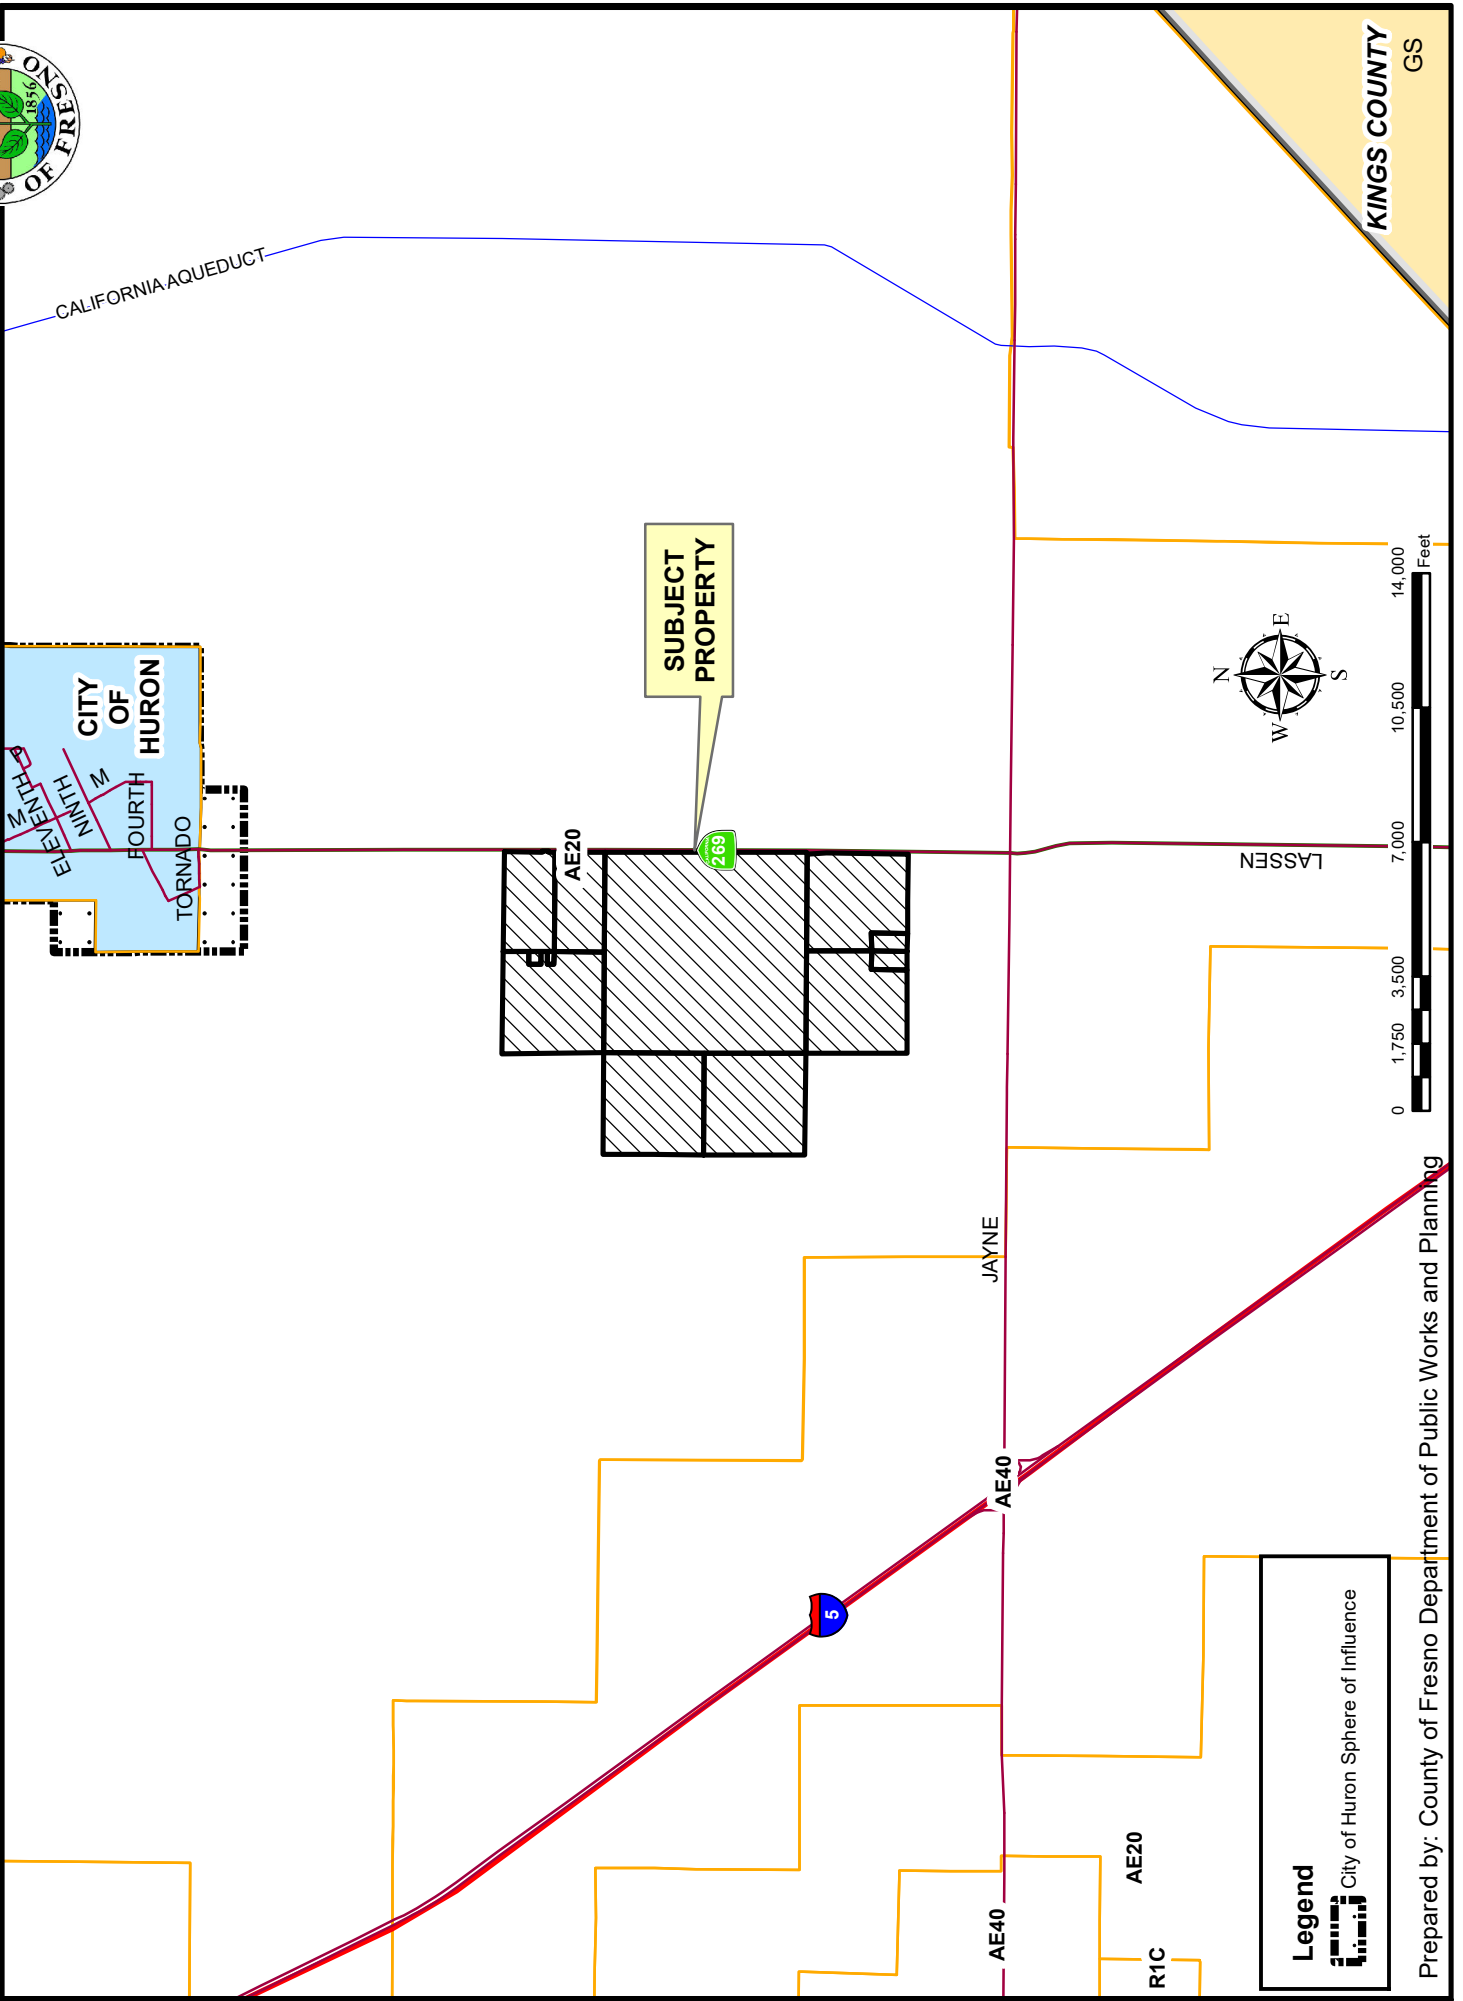 OF FRESNO
1856
CALIFORNIA AQUEDUCT
KINGS COUNTY
GS
CITY
OF
HURON
P
M
ELEVENTH
NINTH
M
FOURTH
TORNADO
SUBJECT
PROPERTY
AE20
269
LASSEN
JAYNE
AE40
5
AE40
AE20
R1C
N
W
E
S
0 1,750 3,500 7,000 10,500 14,000
Feet
Legend
City of Huron Sphere of Influence
Prepared by: County of Fresno Department of Public Works and Planning